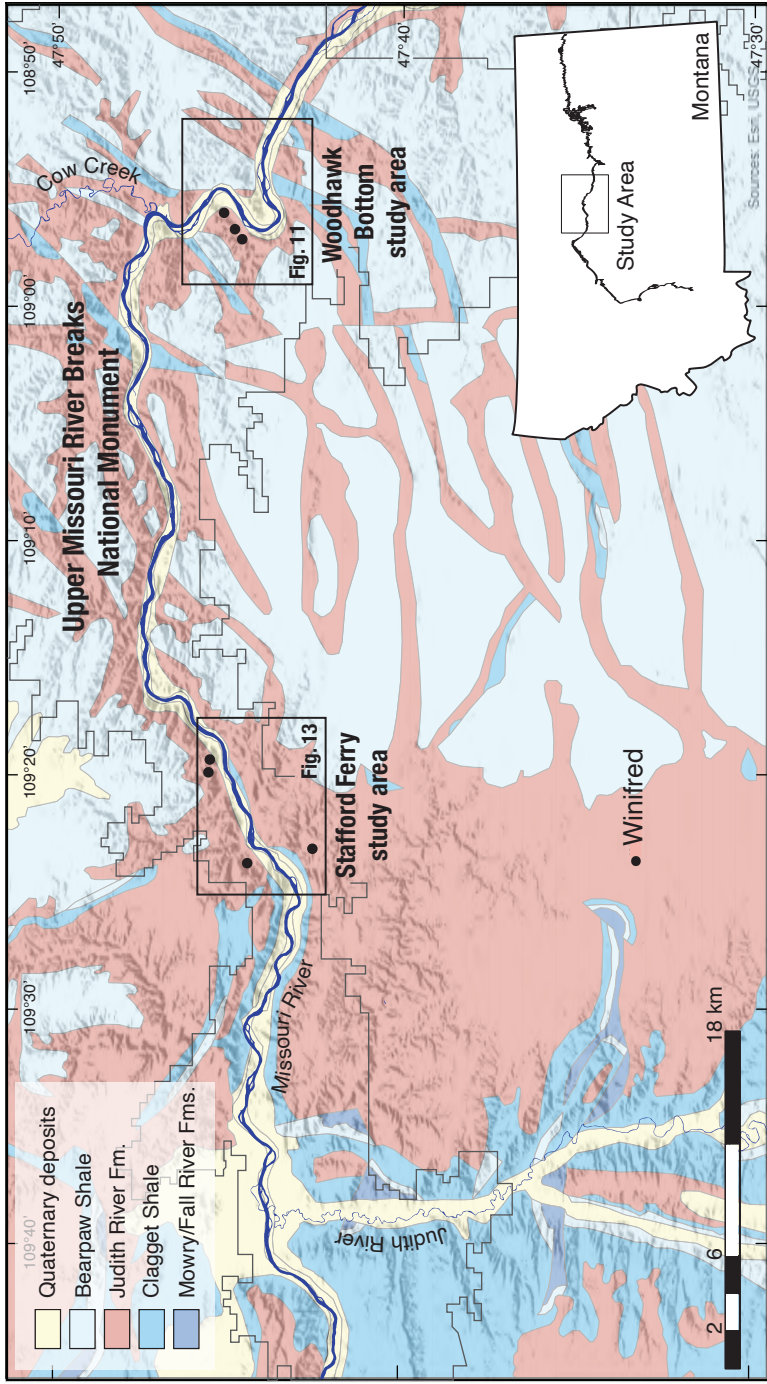 109°40'
109°30'
109°20'
109°10'
109°00'
108°50'
47°50'
47°40'
47°30'
Quaternary deposits
Bearpaw Shale
Judith River Fm.
Clagget Shale
Mowry/Fall River Fms.
Upper Missouri River Breaks
National Monument
Cow Creek
Fig. 11
Woodhawk
Bottom
study area
Fig. 13
Stafford Ferry
study area
Missouri River
Judith River
Winifred
2
6
18 km
Study Area
Montana
Sources: Esri, USGS